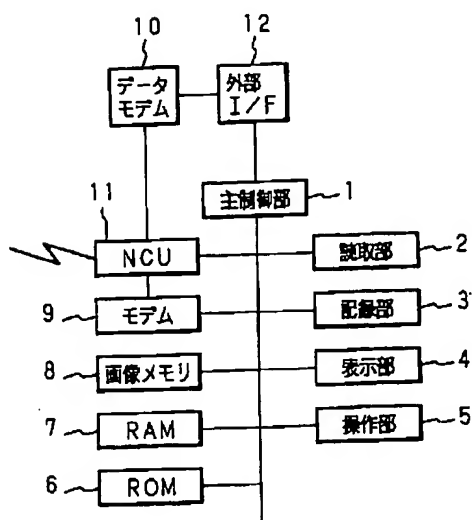 10
12
データ
モデム
外部
I/F
主制御部
1
11
NCU
読取部
2
9
モデム
記録部
3
8
画像メモリ
表示部
4
7
RAM
操作部
5
6
ROM